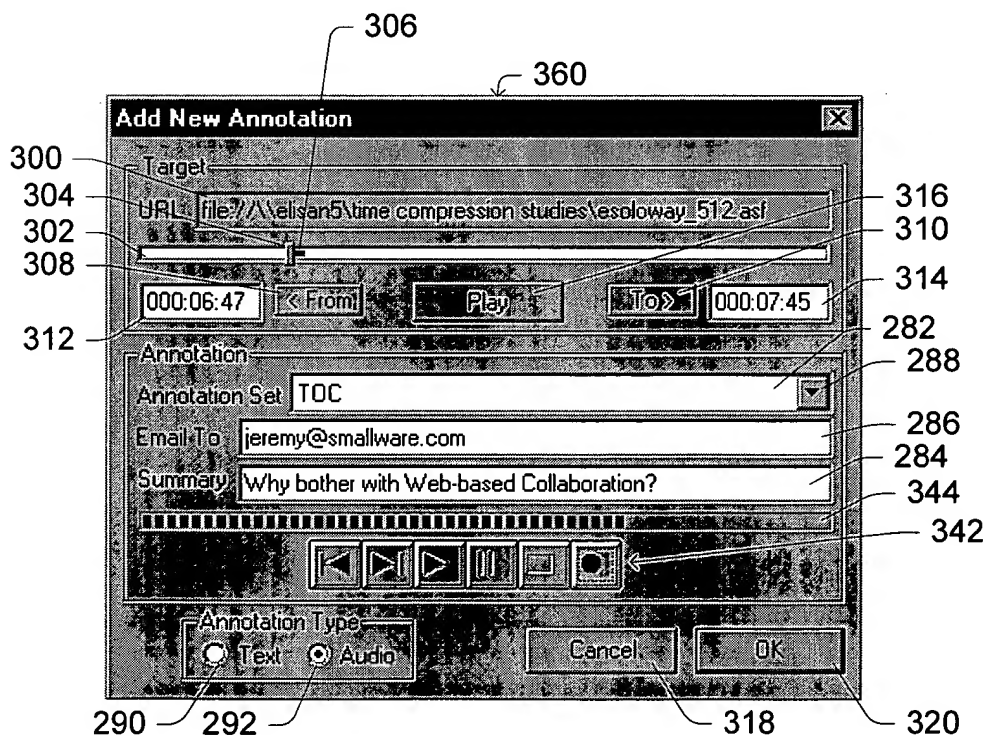 306
360
Add New Annotation
300
Target
304
URL file://\\elisan5\time compression studies\esoloway_512.asf
316
302
310
308
314
000:06:47 < From Play To > 000:07:45
312
282
Annotation
288
Annotation Set TOC
Email To jeremy@smallware.com
286
284
Summary Why bother with Web-based Collaboration?
344
342
Annotation Type
Text Audio
Cancel OK
290 292 318 320